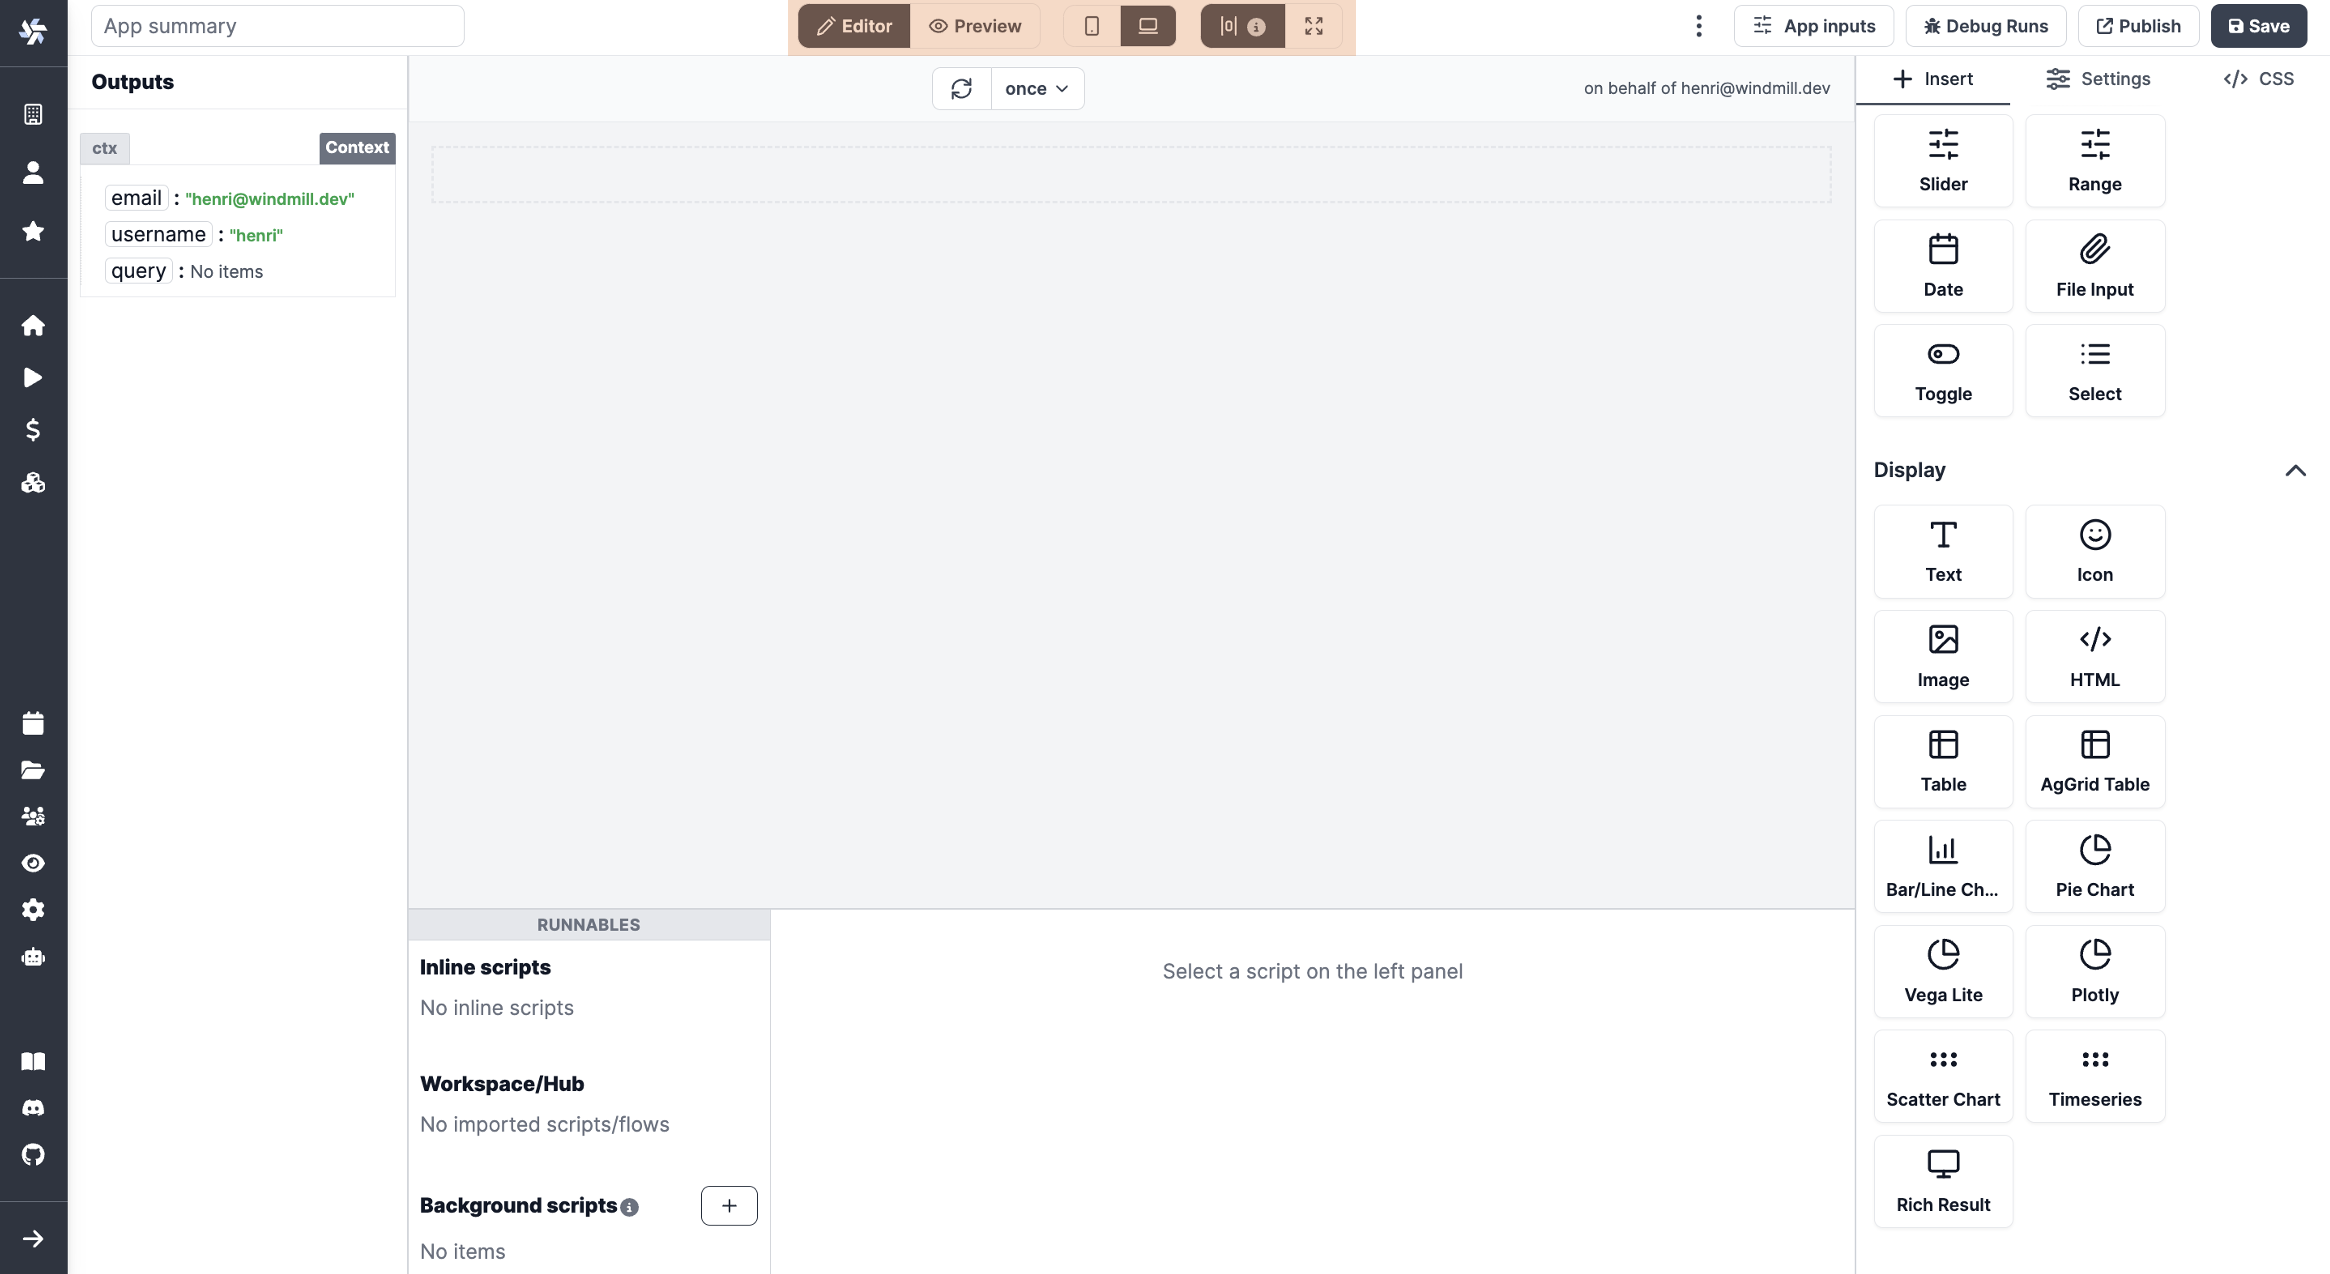 App summary
Editor
Preview
App inputs
Debug Runs
Publish
Save
Outputs
once
on behalf of henri@windmill.dev
Insert
Settings
CSS
ctx
Context
email : "henri@windmill.dev"
username : "henri"
query : No items
Slider
Range
Date
File Input
Toggle
Select
Display
Text
Icon
Image
HTML
Table
AgGrid Table
Bar/Line Ch...
Pie Chart
Vega Lite
Plotly
Scatter Chart
Timeseries
Rich Result
RUNNABLES
Inline scripts
No inline scripts
Workspace/Hub
No imported scripts/flows
Background scripts
No items
Select a script on the left panel